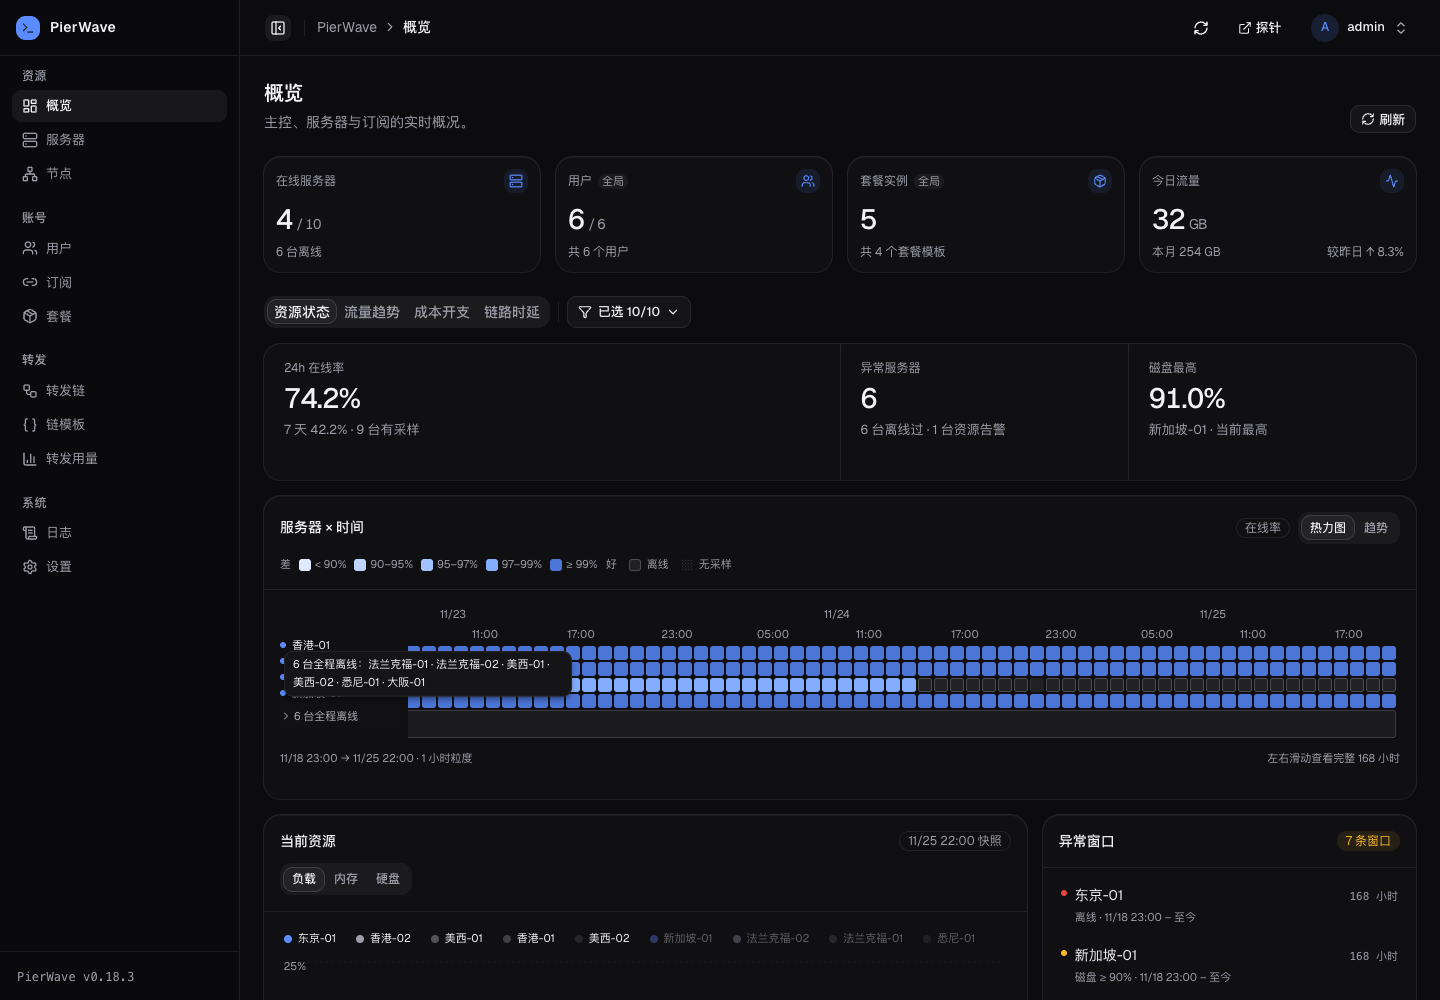 PierWave
PierWave > 概览
探针
A
admin
资源
概览
服务器
节点
账号
用户
订阅
套餐
转发
转发链
链模板
转发用量
系统
日志
设置
PierWave v0.18.3
概览
主控、服务器与订阅的实时概况。
刷新
在线服务器
4 / 10
6 台离线
用户 全局
6 / 6
共 6 个用户
套餐实例 全局
5
共 4 个套餐模板
今日流量
32 GB
本月 254 GB 较昨日 ↑ 8.3%
资源状态 流量趋势 成本开支 链路时延 已选 10/10
24h 在线率
74.2%
7 天 42.2% · 9 台有采样
异常服务器
6
6 台离线过 · 1 台资源告警
磁盘最高
91.0%
新加坡-01 · 当前最高
服务器 × 时间
在线率 热力图 趋势
差 < 90% 90–95% 95–97% 97–99% ≥ 99% 好 离线 无采样
11/23 11/24 11/25
11:00 17:00 23:00 05:00 11:00 17:00 23:00 05:00 11:00 17:00
香港-01
6 台全程离线：法兰克福-01 · 法兰克福-02 · 美西-01 ·
美西-02 · 悉尼-01 · 大阪-01
6 台全程离线
11/18 23:00 → 11/25 22:00 · 1 小时粒度
左右滑动查看完整 168 小时
当前资源
11/25 22:00 快照
负载 内存 硬盘
东京-01 香港-02 美西-01 香港-01 美西-02 新加坡-01 法兰克福-02 法兰克福-01 悉尼-01
25%
异常窗口
7 条窗口
东京-01 168 小时
离线 · 11/18 23:00 – 至今
新加坡-01 168 小时
磁盘 ≥ 90% · 11/18 23:00 – 至今